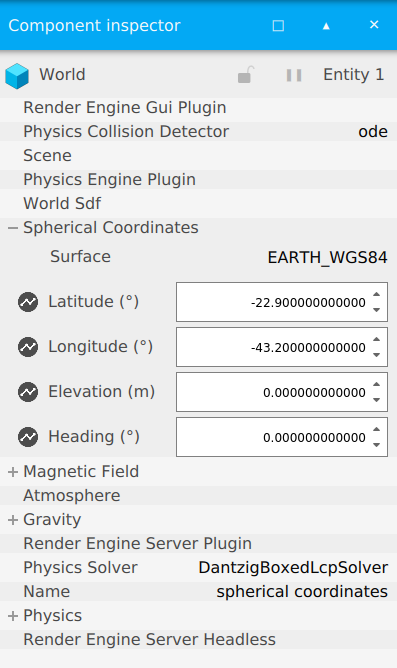 Component inspector
World Entity 1
Render Engine Gui Plugin
Physics Collision Detector ode
Scene
Physics Engine Plugin
World Sdf
Spherical Coordinates
Surface EARTH_WGS84
Latitude (°) -22.900000000000
Longitude (°) -43.200000000000
Elevation (m) 0.000000000000
Heading (°) 0.000000000000
Magnetic Field
Atmosphere
Gravity
Render Engine Server Plugin
Physics Solver DantzigBoxedLcpSolver
Name spherical coordinates
Physics
Render Engine Server Headless